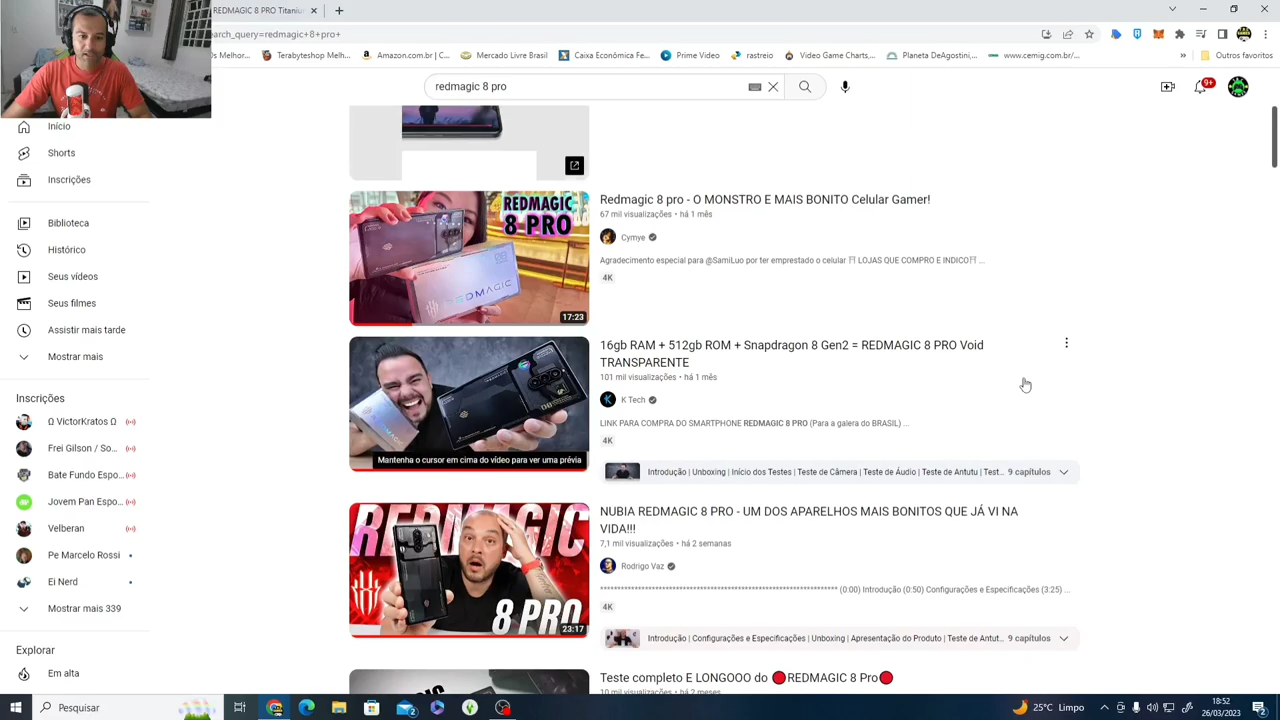 REDMAGIC 8 PRO Titaniu
earch_query=redmagic+8+pro+
os Melhor...
Terabyteshop Melh...
Amazon.com.br | C...
Mercado Livre Brasil
Caixa Econômica Fe...
Prime Video
rastreio
Video Game Charts,...
Planeta DeAgostini,...
www.cemig.com.br/...
Outros favoritos
redmagic 8 pro
9+
Início
Shorts
Inscrições
Biblioteca
Histórico
Seus vídeos
Seus filmes
Assistir mais tarde
Mostrar mais
Inscrições
Ω VictorKratos Ω
Frei Gilson / So...
Bate Fundo Espo...
Jovem Pan Espo...
Velberan
Pe Marcelo Rossi
Ei Nerd
Mostrar mais 339
Explorar
Em alta
REDMAGIC
8 PRO
EDMAGIC
17:23
Redmagic 8 pro - O MONSTRO E MAIS BONITO Celular Gamer!
67 mil visualizações • há 1 mês
Cymye
Agradecimento especial para @SamiLuo por ter emprestado o celular ⛩ LOJAS QUE COMPRO E INDICO⛩ ...
4K
Mantenha o cursor em cima do vídeo para ver uma prévia
16gb RAM + 512gb ROM + Snapdragon 8 Gen2 = REDMAGIC 8 PRO Void
TRANSPARENTE
101 mil visualizações • há 1 mês
K Tech
LINK PARA COMPRA DO SMARTPHONE REDMAGIC 8 PRO (Para a galera do BRASIL) ...
4K
Introdução | Unboxing | Início dos Testes | Teste de Câmera | Teste de Áudio | Teste de Antutu | Test... 9 capítulos
REDMAGIC
8 PRO
23:17
NUBIA REDMAGIC 8 PRO - UM DOS APARELHOS MAIS BONITOS QUE JÁ VI NA
VIDA!!!
7,1 mil visualizações • há 2 semanas
Rodrigo Vaz
(0:00) Introdução (0:50) Configurações e Especificações (3:25) ...
4K
Introdução | Configurações e Especificações | Unboxing | Apresentação do Produto | Teste de Antut... 9 capítulos
Teste completo E LONGOOO do 🔴REDMAGIC 8 Pro🔴
10 mil visualizações • há 2 meses
Pesquisar
25°C Limpo
18:52
26/03/2023